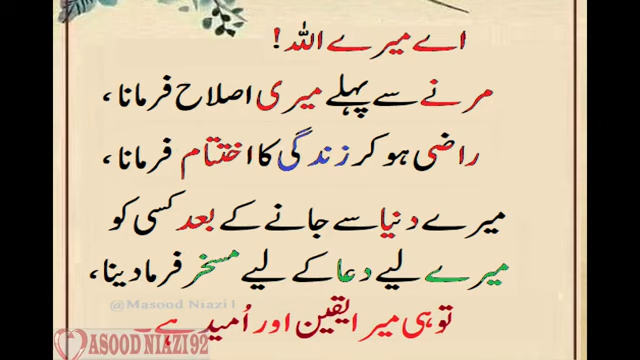 اے میرے اللہ!
مرنے سے پہلے میری اصلاح فرمانا،
راضی ہو کر زندگی کا اختتام فرمانا،
میرے دنیا سے جانے کے بعد کسی کو
میرے لیے دعا کے لیے مسخر فرما دینا،
@Masood Niazi1
تو ہی میرا یقین اور اُمید ہے
MASOOD NIAZI 92